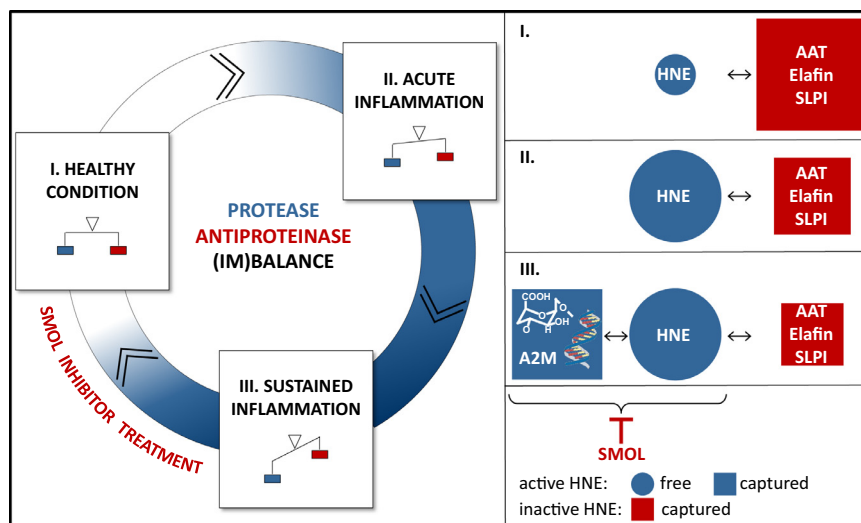 I. HEALTHY
CONDITION
II. ACUTE
INFLAMMATION
PROTEASE
ANTIPROTEINASE
(IM)BALANCE
III. SUSTAINED
INFLAMMATION
SMOL INHIBITOR TREATMENT
I.
HNE
AAT
Elafin
SLPI
II.
HNE
AAT
Elafin
SLPI
III.
COOH
O
O
OH
O
H
A2M
HNE
AAT
Elafin
SLPI
SMOL
active HNE: free captured
inactive HNE: captured